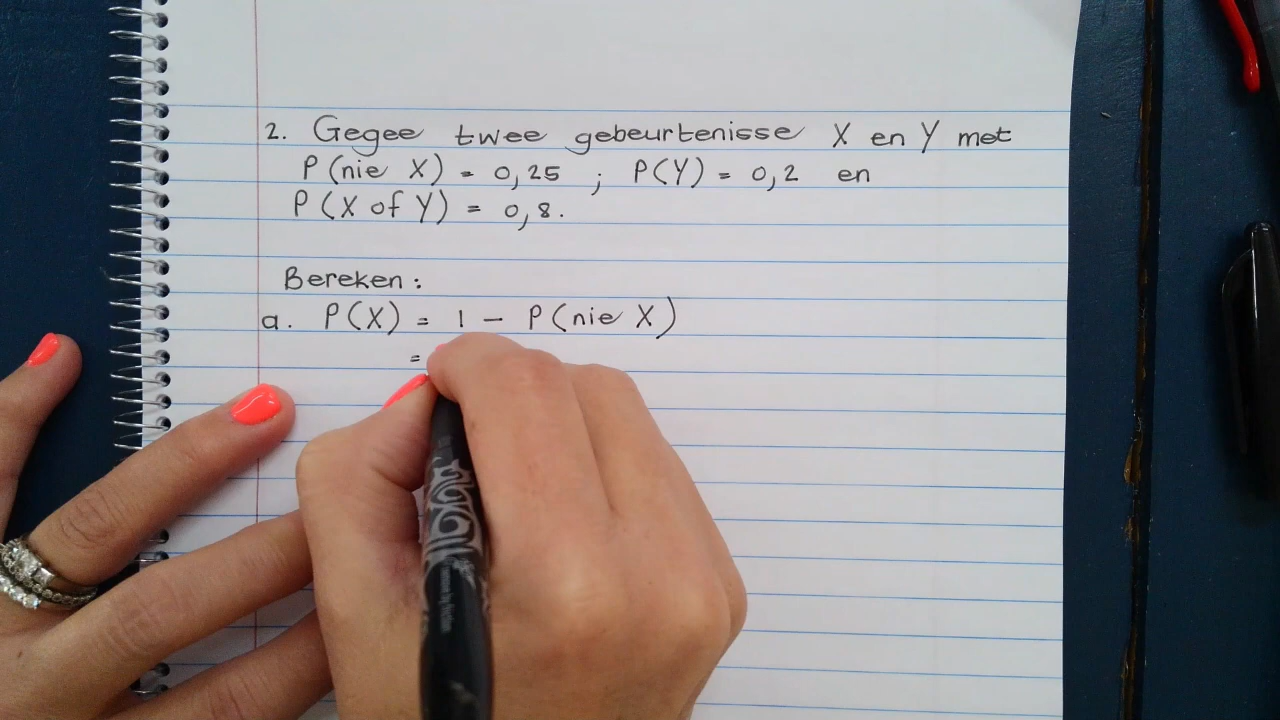 2. Gegee twee gebeurtenisse X en Y met
P(nie X) = 0,25 ; P(Y) = 0,2 en
P(X of Y) = 0,8.
Bereken:
a. P(X) = 1 - P(nie X)
=